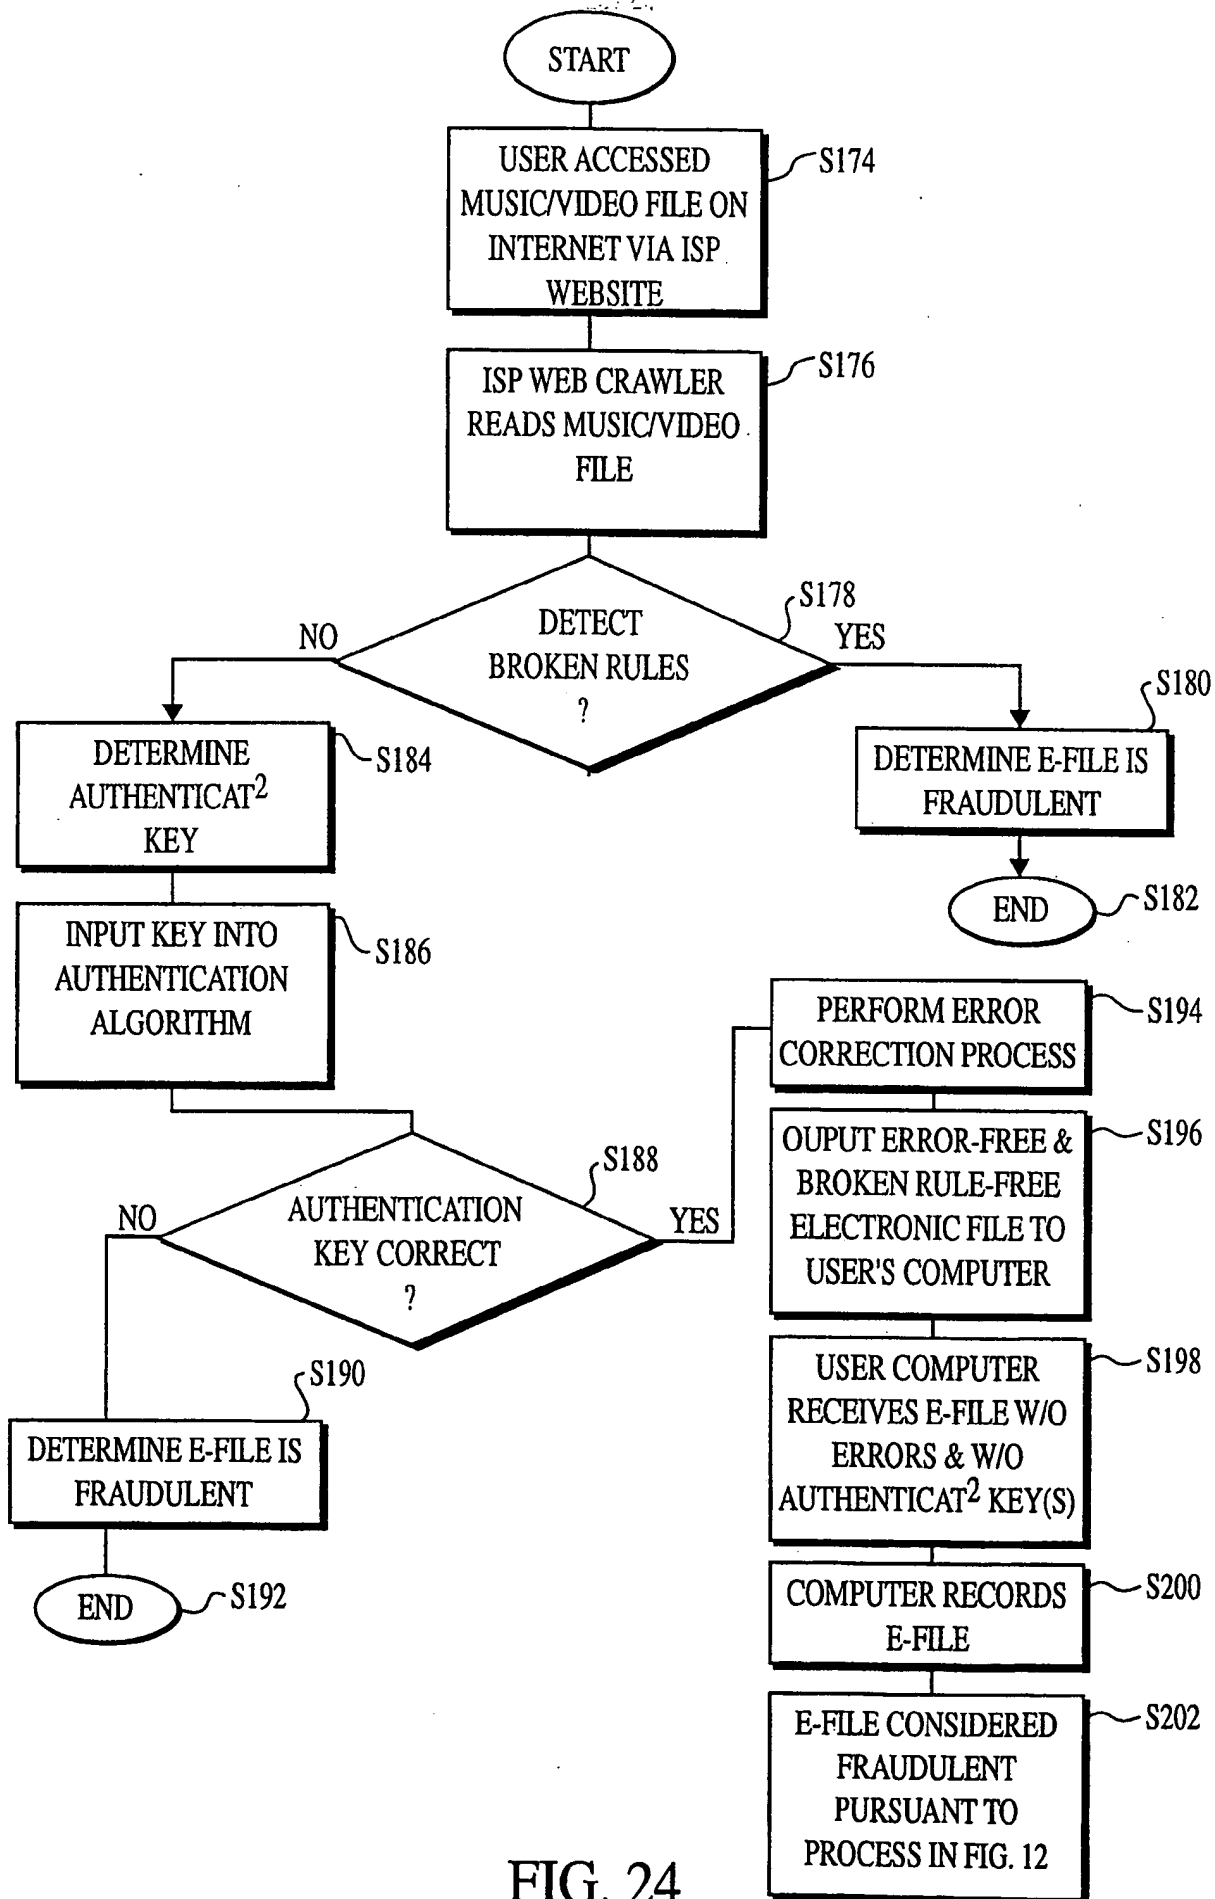 START
USER ACCESSED
MUSIC/VIDEO FILE ON
INTERNET VIA ISP
WEBSITE
S174
ISP WEB CRAWLER
READS MUSIC/VIDEO
FILE
S176
DETECT
BROKEN RULES
?
S178
NO
YES
DETERMINE
AUTHENTICAT²
KEY
S184
DETERMINE E-FILE IS
FRAUDULENT
S180
END
S182
INPUT KEY INTO
AUTHENTICATION
ALGORITHM
S186
AUTHENTICATION
KEY CORRECT
?
S188
NO
YES
DETERMINE E-FILE IS
FRAUDULENT
S190
END
S192
PERFORM ERROR
CORRECTION PROCESS
S194
OUPUT ERROR-FREE &
BROKEN RULE-FREE
ELECTRONIC FILE TO
USER'S COMPUTER
S196
USER COMPUTER
RECEIVES E-FILE W/O
ERRORS & W/O
AUTHENTICAT² KEY(S)
S198
COMPUTER RECORDS
E-FILE
S200
E-FILE CONSIDERED
FRAUDULENT
PURSUANT TO
PROCESS IN FIG. 12
S202
FIG. 24